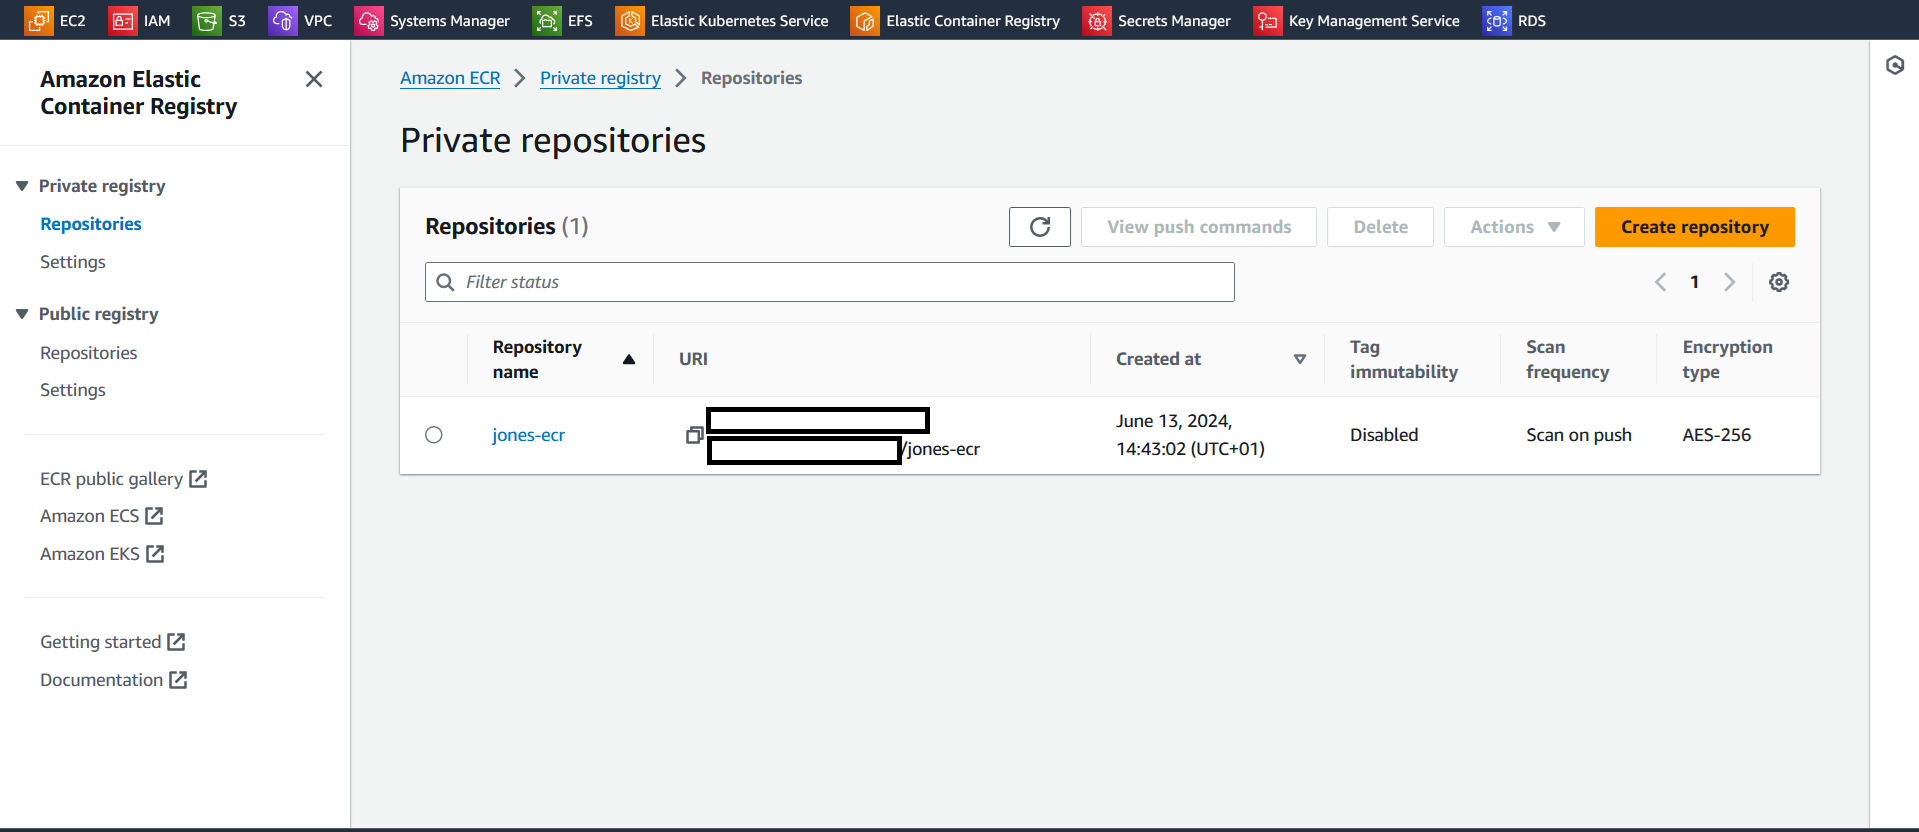 EC2 IAM S3 VPC Systems Manager EFS Elastic Kubernetes Service Elastic Container Registry Secrets Manager Key Management Service RDS
Amazon Elastic
Container Registry
Private registry
Repositories
Settings
Public registry
Repositories
Settings
ECR public gallery
Amazon ECS
Amazon EKS
Getting started
Documentation
Amazon ECR > Private registry > Repositories
Private repositories
Repositories (1)
View push commands
Delete
Actions
Create repository
Filter status
1
Repository
name
URI
Created at
Tag
immutability
Scan
frequency
Encryption
type
jones-ecr
/jones-ecr
June 13, 2024,
14:43:02 (UTC+01)
Disabled
Scan on push
AES-256